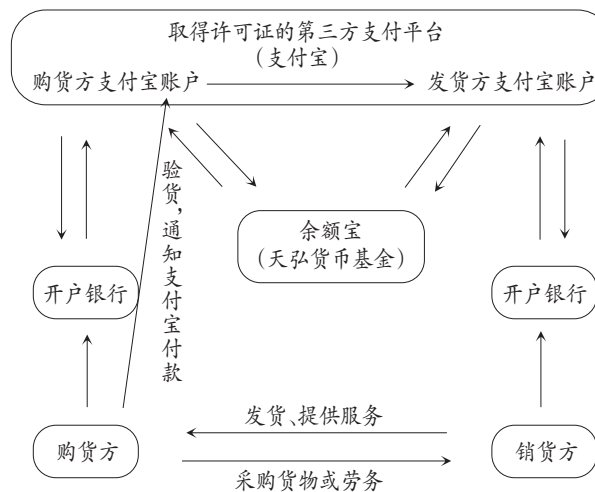 取得许可证的第三方支付平台
（支付宝）
购货方支付宝账户
发货方支付宝账户
验货，通知支付宝付款
余额宝
（天弘货币基金）
开户银行
开户银行
发货、提供服务
购货方
销货方
采购货物或劳务